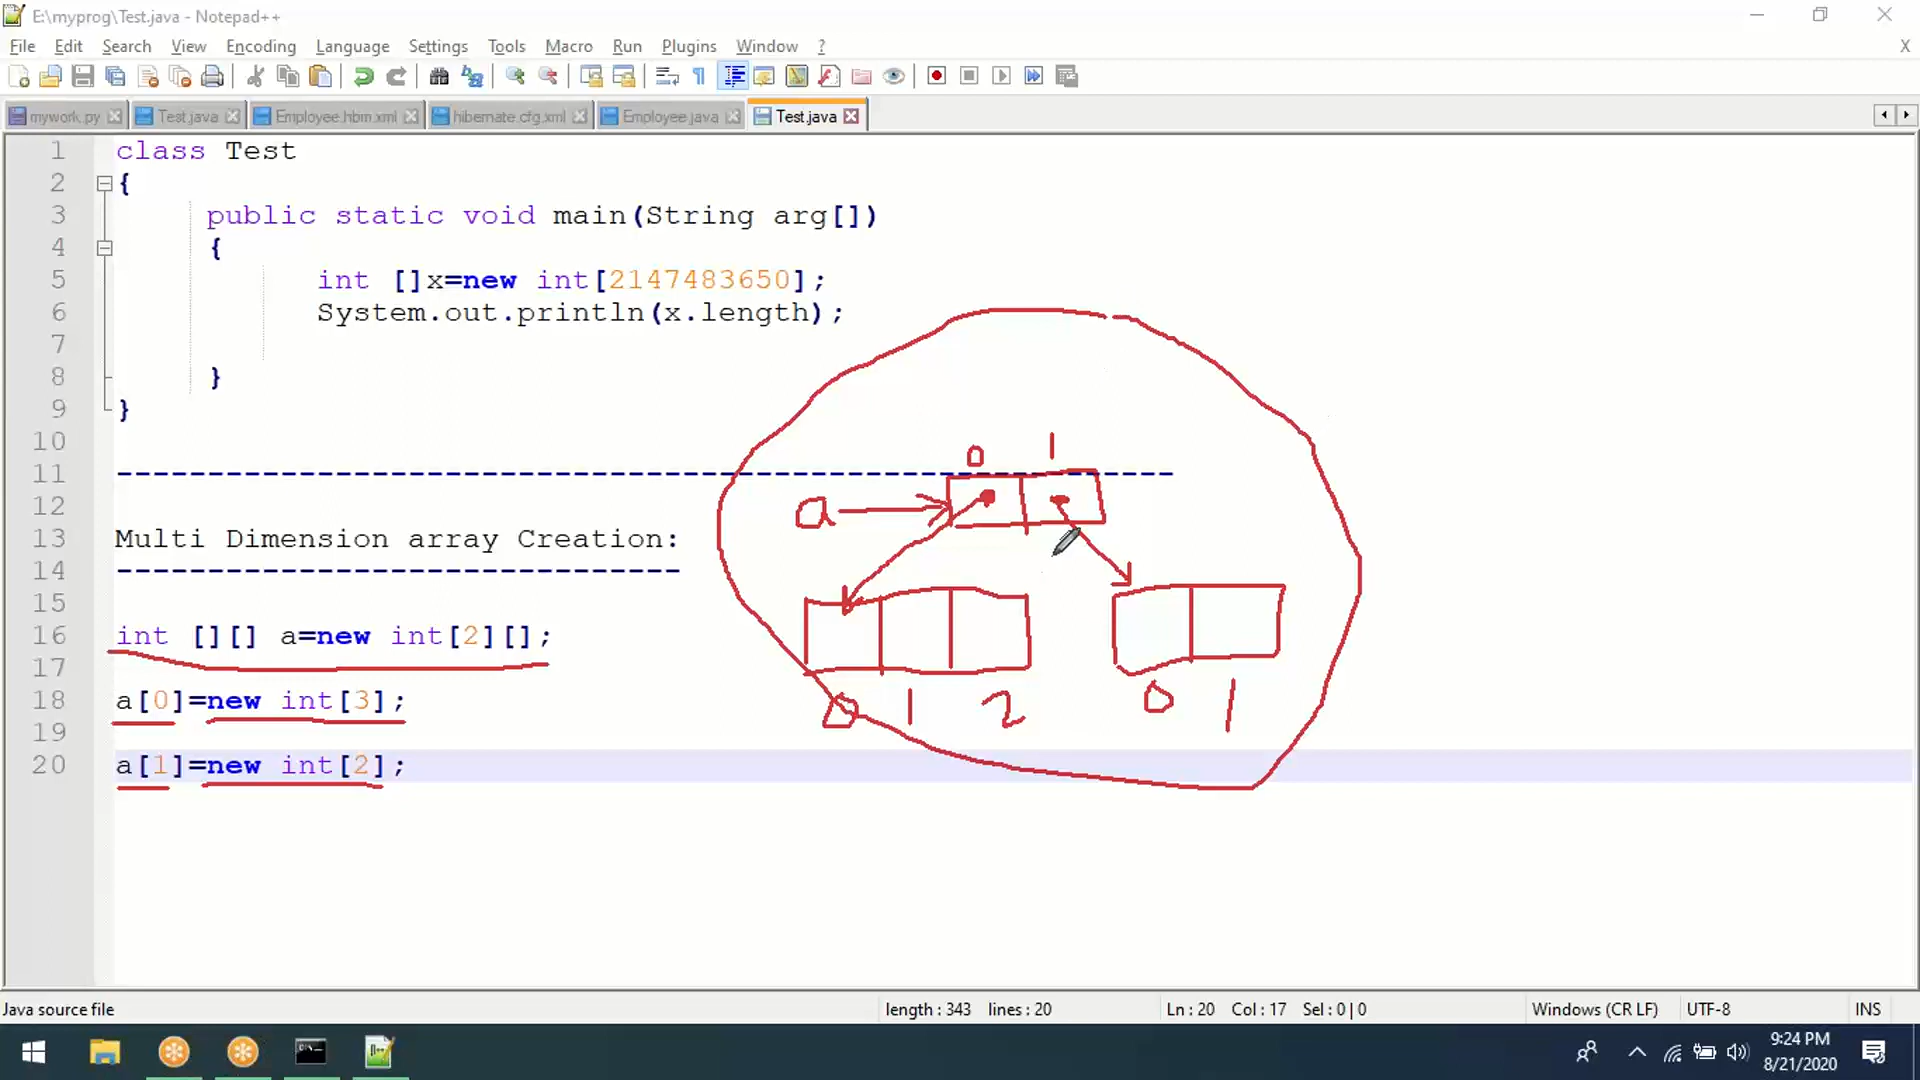 E:\myprog\Test.java - Notepad++
File Edit Search View Encoding Language Settings Tools Macro Run Plugins Window ? X
mywork.py Test.java Employee.hbm.xml hibernate.cfg.xml Employee.java Test.java
1 class Test
2 {
3 public static void main(String arg[])
4 {
5 int []x=new int[2147483650];
6 System.out.println(x.length);
7
8 }
9 }
10
11 ----------------------------------------------------------
0 1
12
a
13 Multi Dimension array Creation:
14 -------------------------------
15
16 int [][] a=new int[2][];
17
18 a[0]=new int[3];
0 1 2 0 1
19
20 a[1]=new int[2];
Java source file length : 343 lines : 20 Ln : 20 Col : 17 Sel : 0 | 0 Windows (CR LF) UTF-8 INS
9:24 PM
8/21/2020